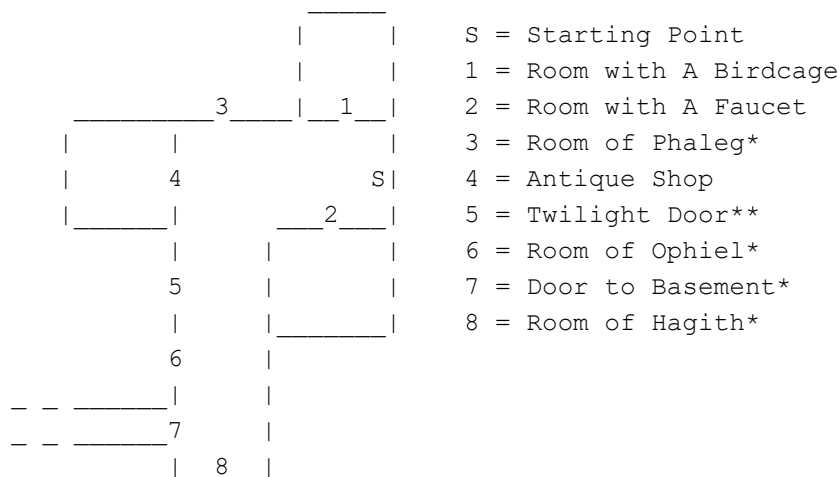 S = Starting Point
1 = Room with A Birdcage
3 1 2 = Room with A Faucet
3 = Room of Phaleg*
4 S 4 = Antique Shop
2 5 = Twilight Door**
6 = Room of Ophiel*
5 7 = Door to Basement*
8 = Room of Hagith*
6
7
8